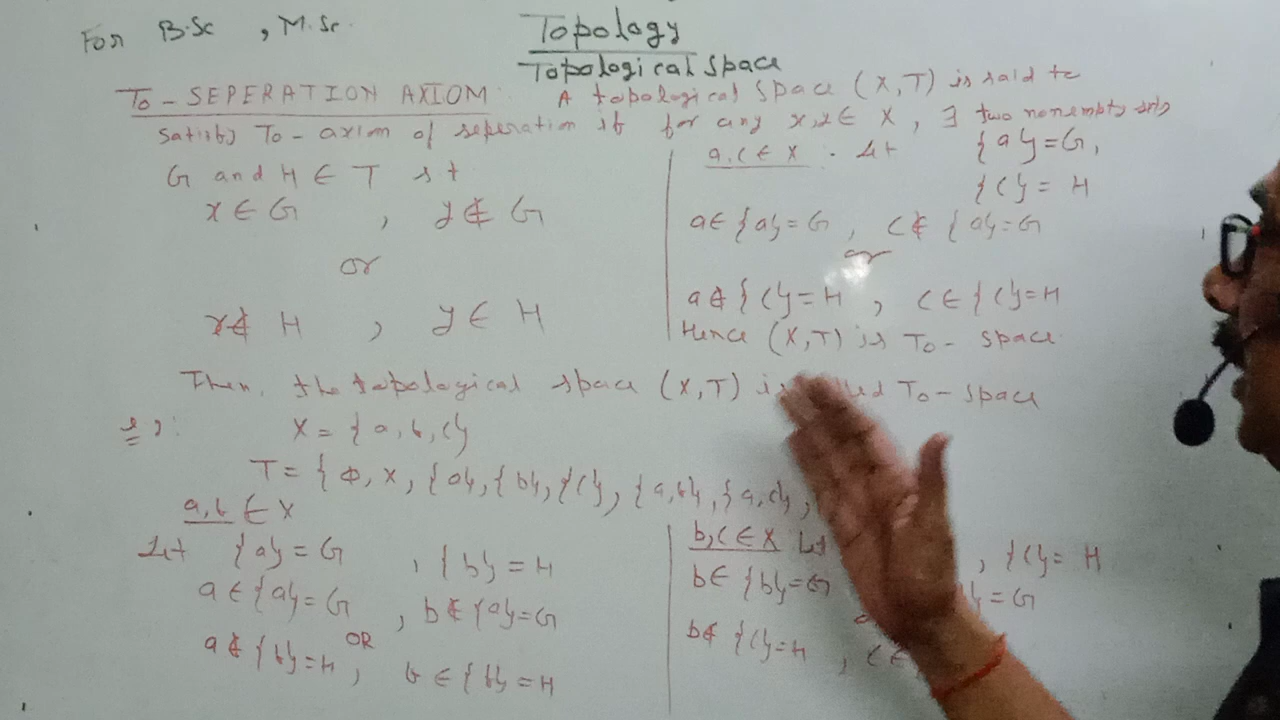 For B.Sc , M.Sc.
Topology
Topological space
To - SEPERATION AXIOM. A topological space (X, T) is said to
satisfy To - axiom of seperation if for any x, y ∈ X, ∃ two nonempty sets
G and H ∈ T s t
x ∈ G , y ∉ G
or
x ∉ H , y ∈ H
a, c ∈ X . Let {a} = G,
{c} = H
a ∈ {a} = G , c ∉ {a} = G
or
a ∉ {c} = H , c ∈ {c} = H
Hence (X, T) is To - space
Then, the topological space (X, T) is To - space
X = {a, b, c}
T = { Φ, X, {a}, {b}, {c}, {a, b}, {a, c},
a, b ∈ X
Let {a} = G , {b} = H
a ∈ {a} = G , b ∉ {a} = G
OR
a ∉ {b} = H , b ∈ {b} = H
b, c ∈ X Let , {c} = H
b ∈ {b} = G = G
b ∉ {c} = H , c ∈